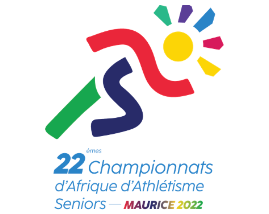 22èmes Championnats
d'Afrique d'Athlétisme
Seniors — MAURICE 2022